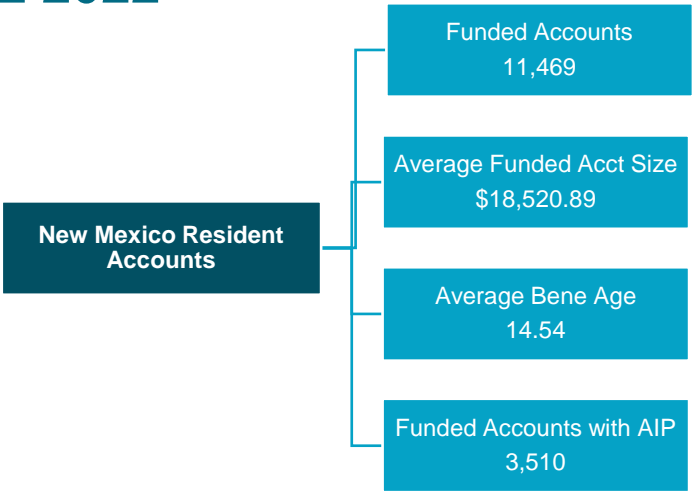 New Mexico Resident
Accounts
Funded Accounts
11,469
Average Funded Acct Size
$18,520.89
Average Bene Age
14.54
Funded Accounts with AIP
3,510